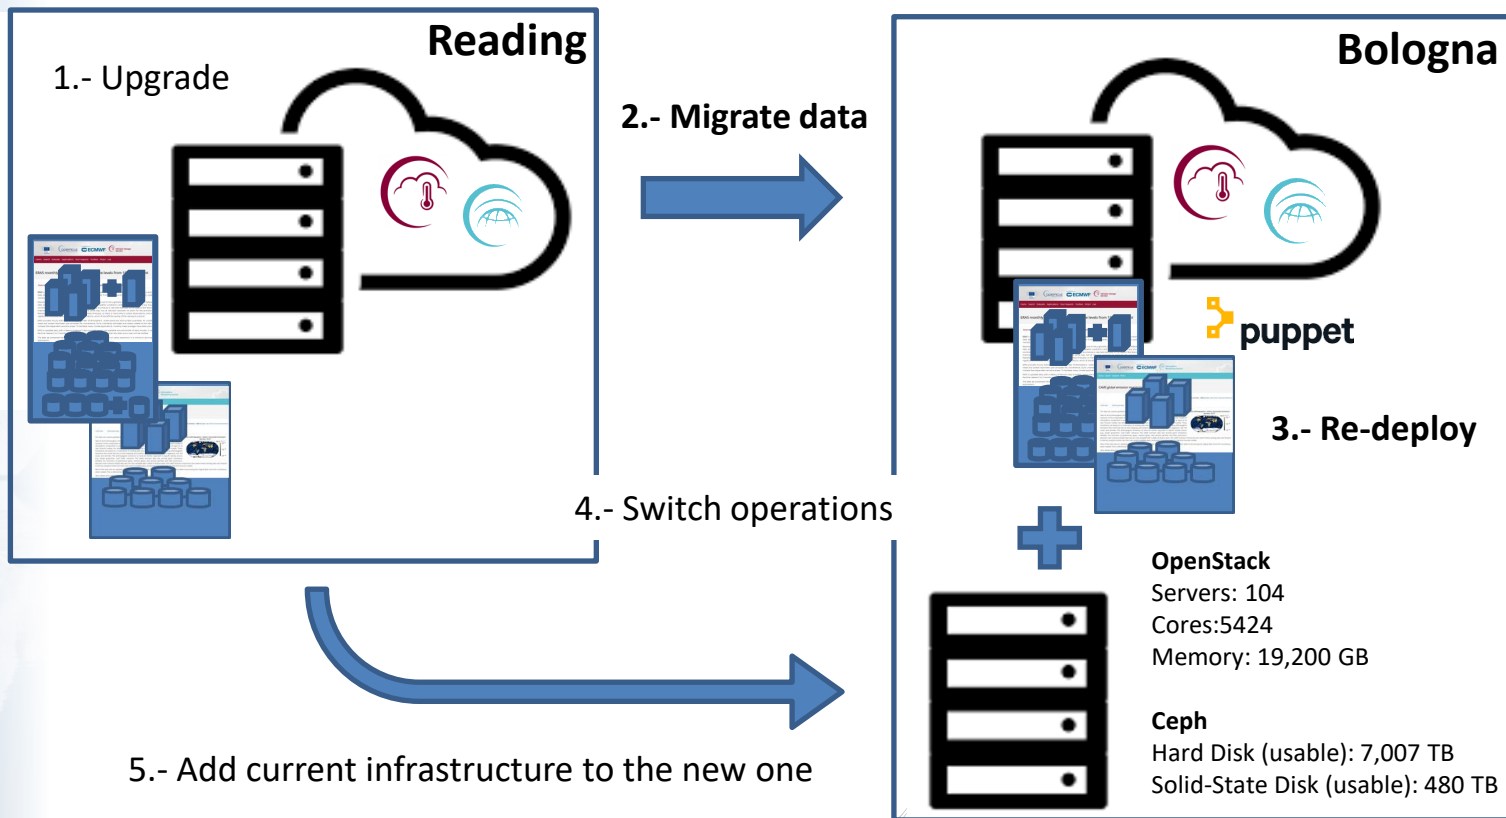 Reading
1.- Upgrade
2.- Migrate data
Bologna
puppet
3.- Re-deploy
4.- Switch operations
OpenStack
Servers: 104
Cores:5424
Memory: 19,200 GB
Ceph
Hard Disk (usable): 7,007 TB
Solid-State Disk (usable): 480 TB
5.- Add current infrastructure to the new one
ECMWF
ECMWF